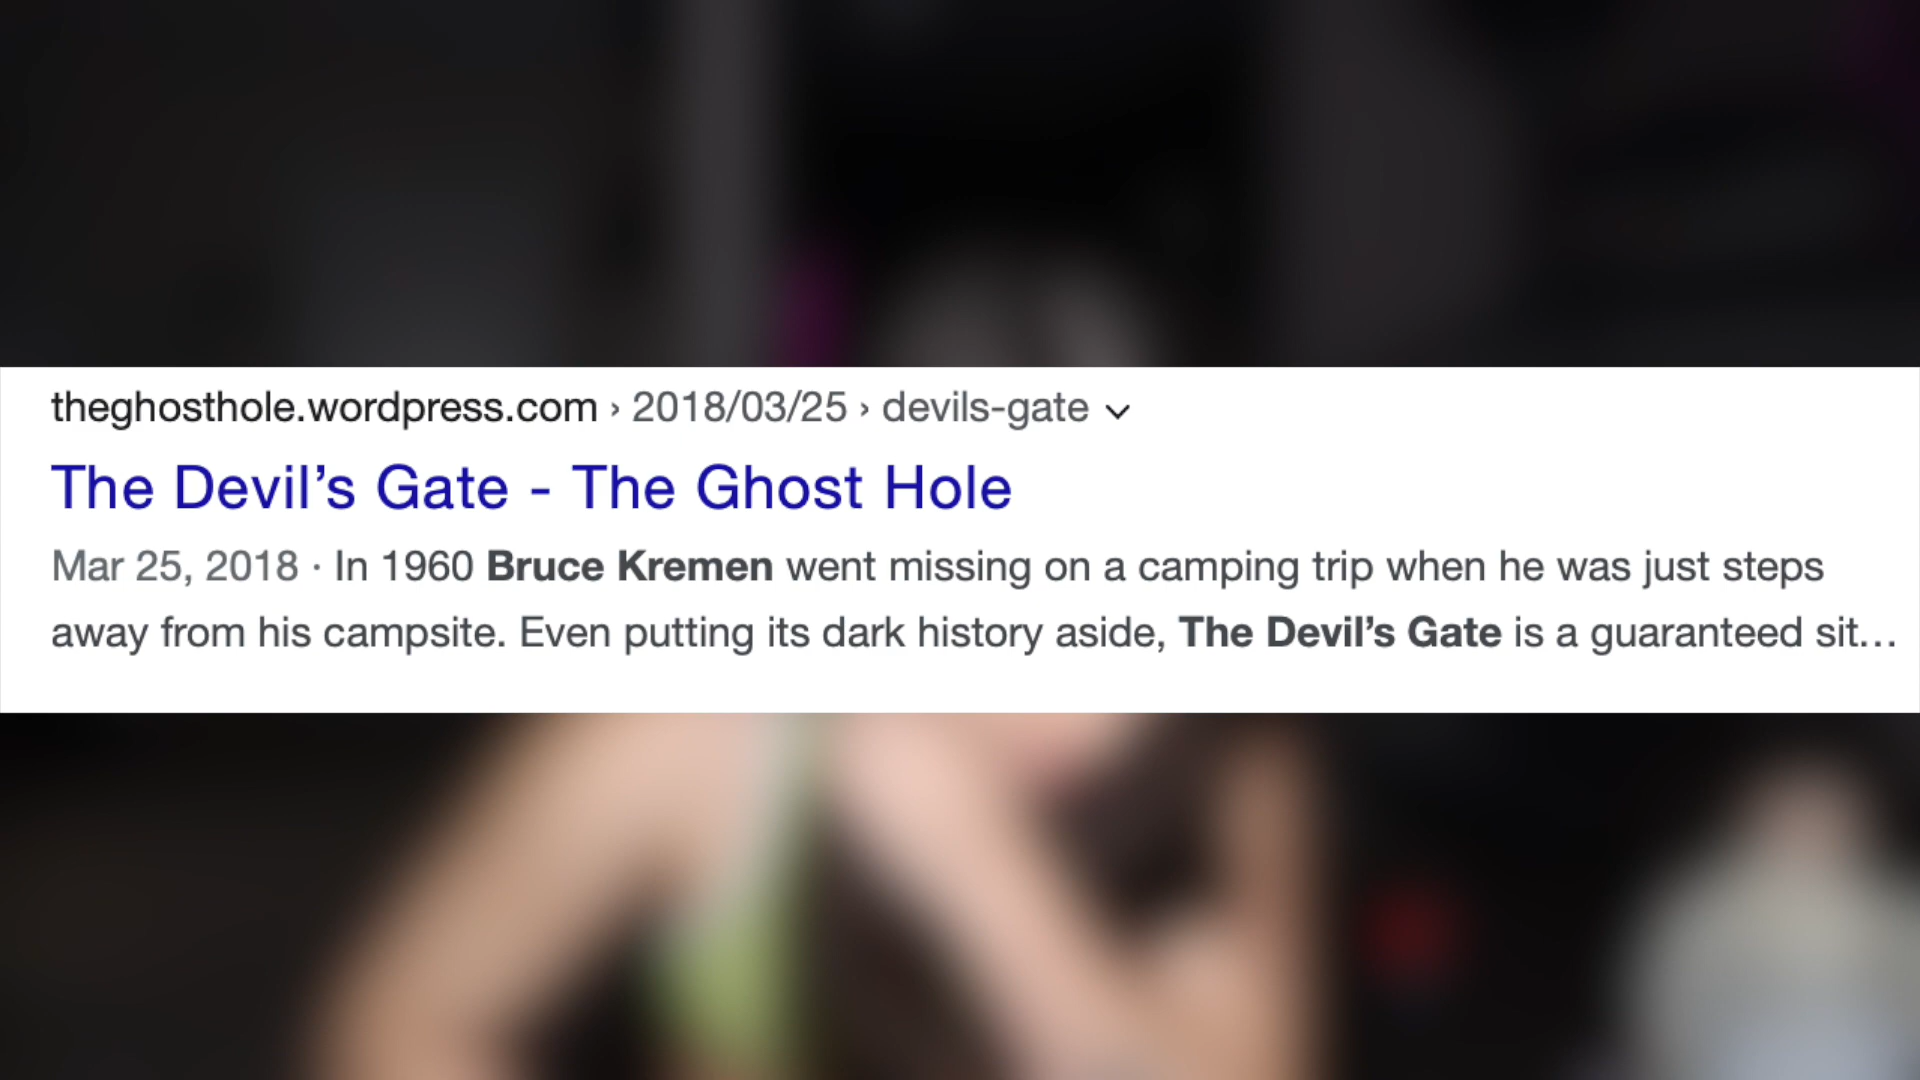 theghosthole.wordpress.com › 2018/03/25 › devils-gate
The Devil’s Gate - The Ghost Hole
Mar 25, 2018 · In 1960 Bruce Kremen went missing on a camping trip when he was just steps
away from his campsite. Even putting its dark history aside, The Devil’s Gate is a guaranteed sit...